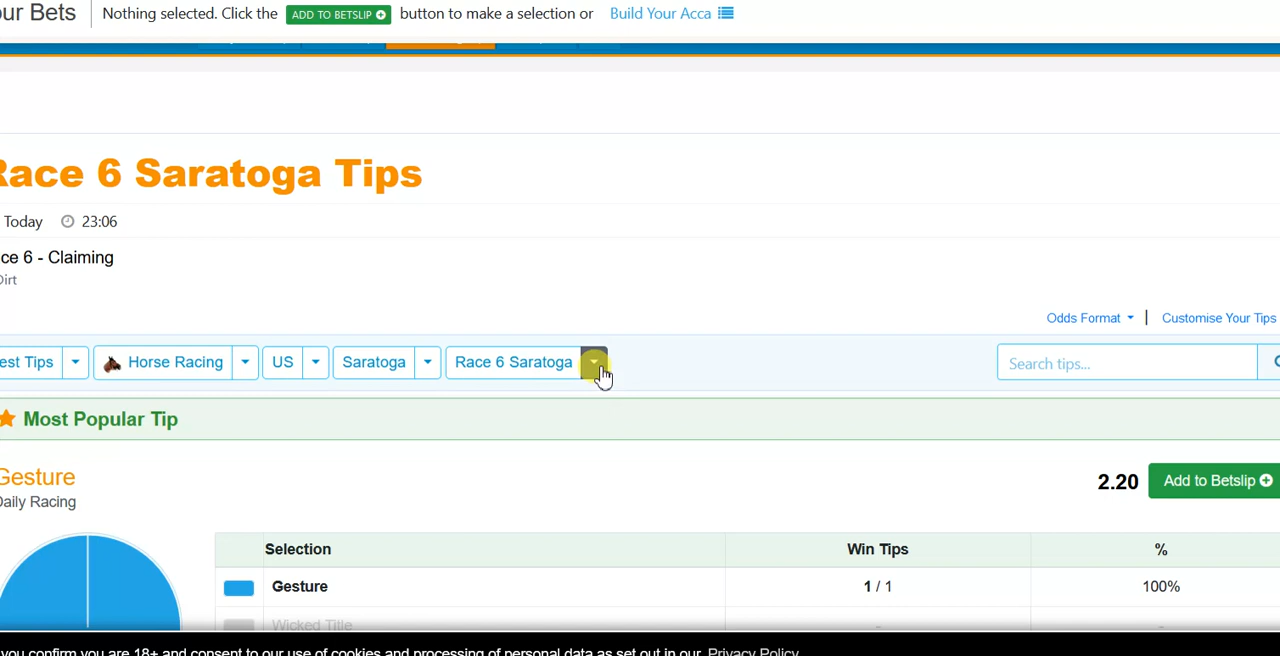 ur Bets
Nothing selected. Click the ADD TO BETSLIP button to make a selection or Build Your Acca
Race 6 Saratoga Tips
Today 23:06
ce 6 - Claiming
Dirt
Odds Format | Customise Your Tips
est Tips Horse Racing US Saratoga Race 6 Saratoga Search tips...
Most Popular Tip
Gesture
Daily Racing
2.20 Add to Betslip
Selection Win Tips %
Gesture 1 / 1 100%
Wicked Title - -
you confirm you are 18+ and consent to our use of cookies and processing of personal data as set out in our Privacy Policy